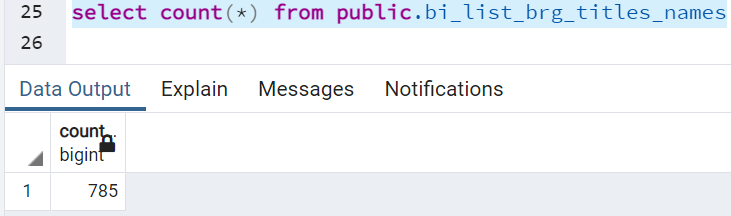 25 select count(*) from public.bi_list_brg_titles_names
26
Data Output Explain Messages Notifications
count..
bigint
1 785